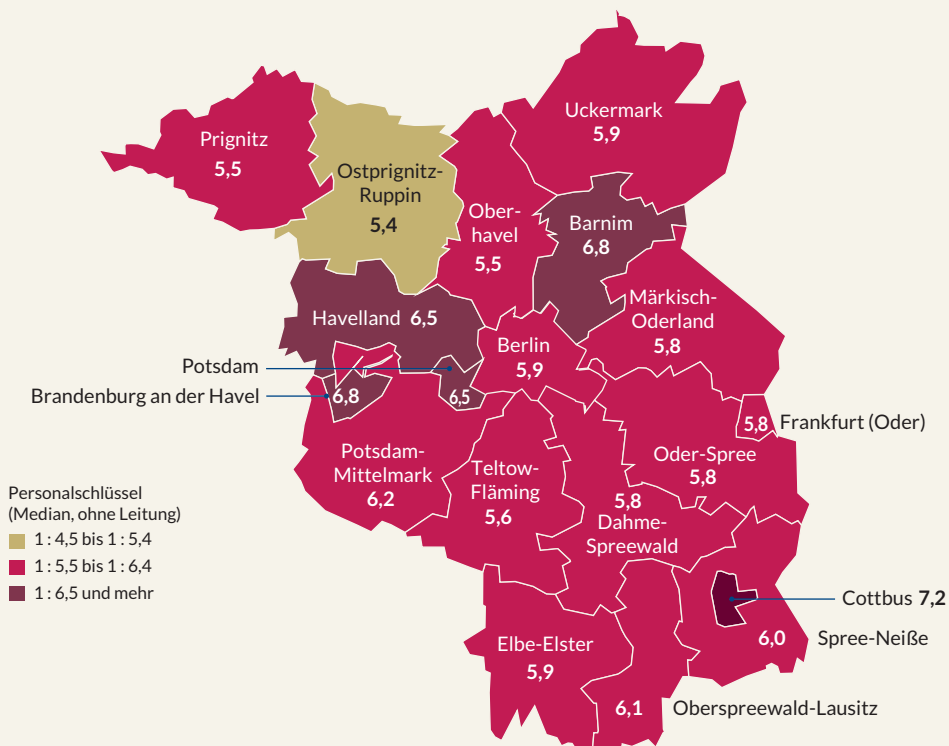 Uckermark
5,9
Prignitz
5,5
Ostprignitz-
Ruppin
5,4
Ober-
havel
5,5
Barnim
6,8
Märkisch-
Oderland
5,8
Havelland 6,5
Berlin
5,9
Potsdam
6,5
Brandenburg an der Havel
6,8
5,8
Frankfurt (Oder)
Potsdam-
Mittelmark
6,2
Teltow-
Fläming
5,6
Oder-Spree
5,8
5,8
Dahme-
Spreewald
Personalschlüssel
(Median, ohne Leitung)
1 : 4,5 bis 1 : 5,4
1 : 5,5 bis 1 : 6,4
1 : 6,5 und mehr
Cottbus 7,2
6,0
Spree-Neiße
Elbe-Elster
5,9
6,1
Oberspreewald-Lausitz